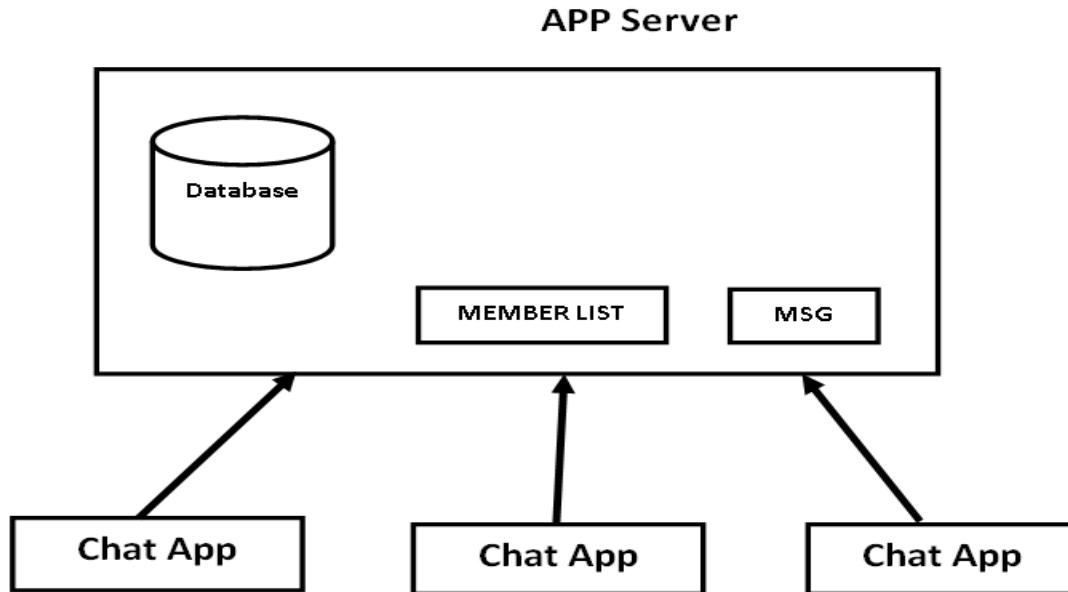 APP Server
Database
MEMBER LIST
MSG
Chat App
Chat App
Chat App